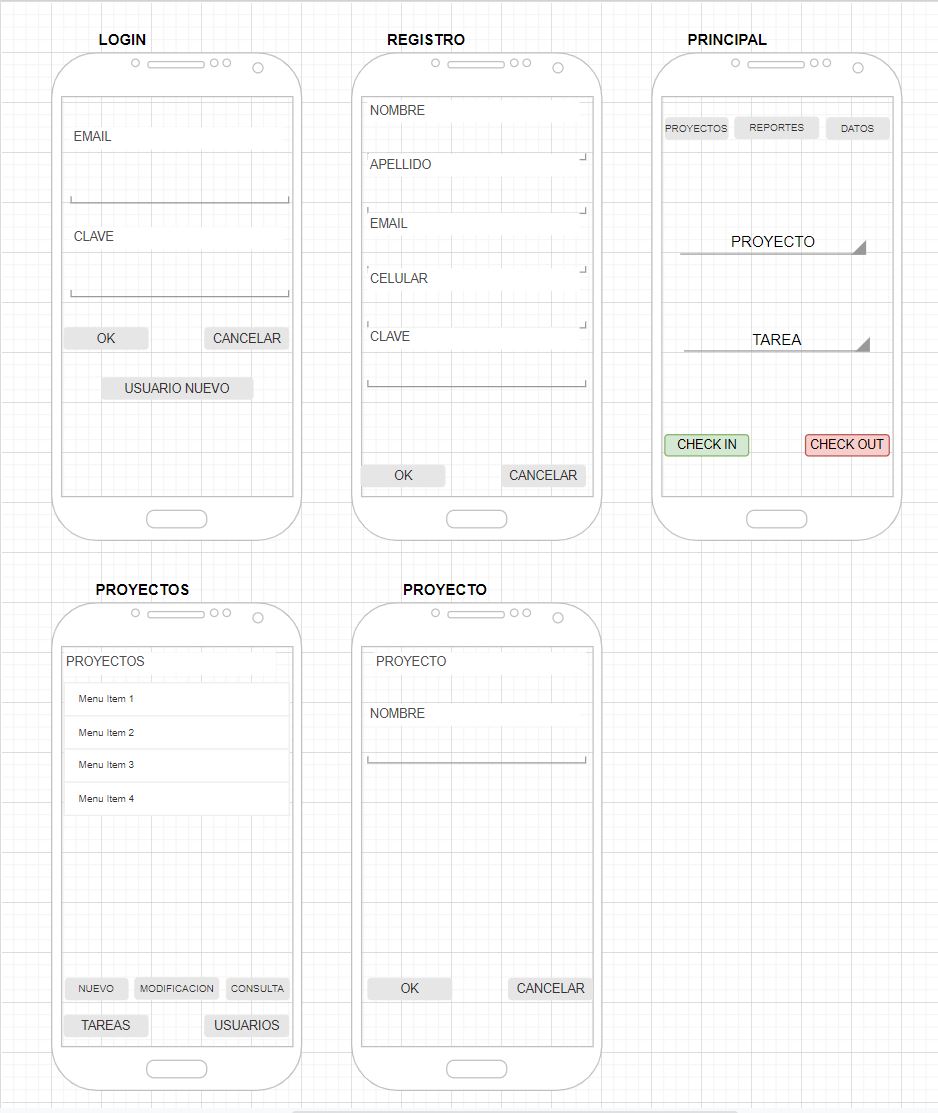 LOGIN
EMAIL
CLAVE
OK
CANCELAR
USUARIO NUEVO
REGISTRO
NOMBRE
APELLIDO
EMAIL
CELULAR
CLAVE
OK
CANCELAR
PRINCIPAL
PROYECTOS
REPORTES
DATOS
PROYECTO
TAREA
CHECK IN
CHECK OUT
PROYECTOS
PROYECTOS
Menu Item 1
Menu Item 2
Menu Item 3
Menu Item 4
NUEVO
MODIFICACION
CONSULTA
TAREAS
USUARIOS
PROYECTO
PROYECTO
NOMBRE
OK
CANCELAR